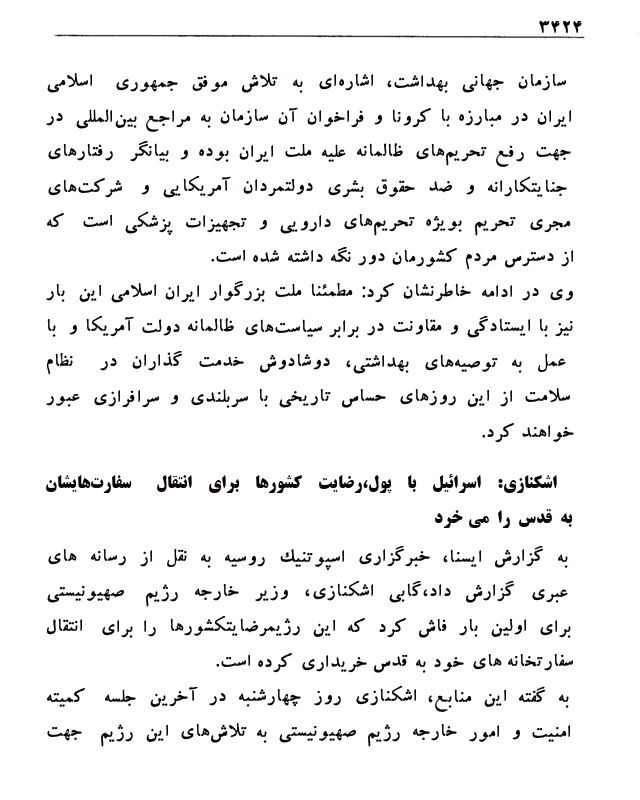 ۳۴۲۴
سازمان جهانی بهداشت، اشاره‌ای به تلاش موفق جمهوری اسلامی
ایران در مبارزه با کرونا و فراخوان آن سازمان به مراجع بین‌المللی در
جهت رفع تحریم‌های ظالمانه علیه ملت ایران بوده و بیانگر رفتارهای
جنایتکارانه و ضد حقوق بشری دولتمردان آمریکایی و شرکت‌های
مجری تحریم بویژه تحریم‌های دارویی و تجهیزات پزشکی است که
از دسترس مردم کشورمان دور نگه داشته شده است.
وی در ادامه خاطرنشان کرد: مطمئنا ملت بزرگوار ایران اسلامی این بار
نیز با ایستادگی و مقاومت در برابر سیاست‌های ظالمانه دولت آمریکا و با
عمل به توصیه‌های بهداشتی، دوشادوش خدمت گذاران در نظام
سلامت از این روزهای حساس تاریخی با سربلندی و سرافرازی عبور
خواهند کرد.
اشکنازی: اسرائیل با پول،رضایت کشورها برای انتقال سفارت‌هایشان
به قدس را می خرد
به گزارش ایسنا، خبرگزاری اسپوتنیك روسیه به نقل از رسانه های
عبری گزارش داد،گابی اشکنازی، وزیر خارجه رژیم صهیونیستی
برای اولین بار فاش کرد که این رژیمرضایتکشورها را برای انتقال
سفارتخانه های خود به قدس خریداری کرده است.
به گفته این منابع، اشکنازی روز چهارشنبه در آخرین جلسه کمیته
امنیت و امور خارجه رژیم صهیونیستی به تلاش‌های این رژیم جهت